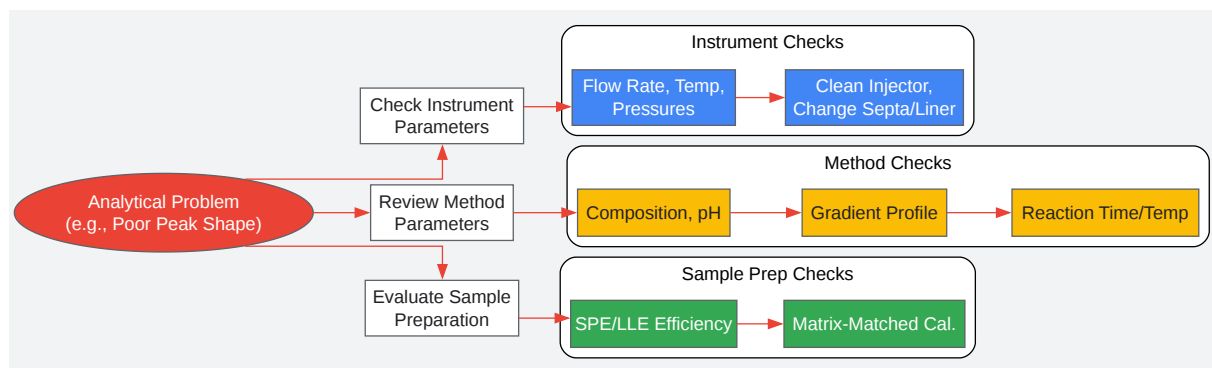 Instrument Checks
Flow Rate, Temp,
Pressures
Clean Injector,
Change Septa/Liner
Check Instrument
Parameters
Method Checks
Analytical Problem
(e.g., Poor Peak Shape)
Review Method
Parameters
Composition, pH
Gradient Profile
Reaction Time/Temp
Sample Prep Checks
Evaluate Sample
Preparation
SPE/LLE Efficiency
Matrix-Matched Cal.